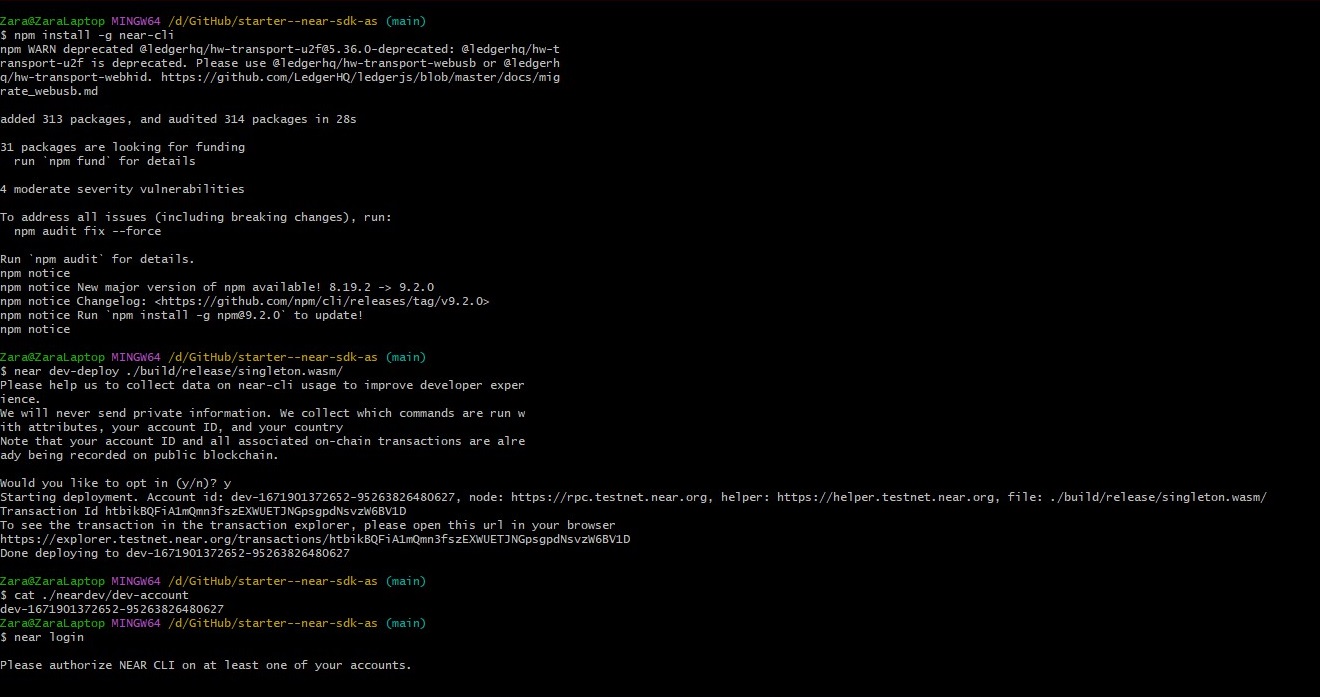 Zara@ZaraLaptop MINGW64 /d/GitHub/starter--near-sdk-as (main)
$ npm install -g near-cli
npm WARN deprecated @ledgerhq/hw-transport-u2f@5.36.0-deprecated: @ledgerhq/hw-t
ransport-u2f is deprecated. Please use @ledgerhq/hw-transport-webusb or @ledgerh
q/hw-transport-webhid. https://github.com/LedgerHQ/ledgerjs/blob/master/docs/mig
rate_webusb.md
added 313 packages, and audited 314 packages in 28s
31 packages are looking for funding
  run `npm fund` for details
4 moderate severity vulnerabilities
To address all issues (including breaking changes), run:
  npm audit fix --force
Run `npm audit` for details.
npm notice
npm notice New major version of npm available! 8.19.2 -> 9.2.0
npm notice Changelog: <https://github.com/npm/cli/releases/tag/v9.2.0>
npm notice Run `npm install -g npm@9.2.0` to update!
npm notice
Zara@ZaraLaptop MINGW64 /d/GitHub/starter--near-sdk-as (main)
$ near dev-deploy ./build/release/singleton.wasm/
Please help us to collect data on near-cli usage to improve developer exper
ience.
We will never send private information. We collect which commands are run w
ith attributes, your account ID, and your country
Note that your account ID and all associated on-chain transactions are alre
ady being recorded on public blockchain.
Would you like to opt in (y/n)? y
Starting deployment. Account id: dev-1671901372652-95263826480627, node: https://rpc.testnet.near.org, helper: https://helper.testnet.near.org, file: ./build/release/singleton.wasm/
Transaction Id htbikBQFiA1mQmn3fszEXWUETJNGpsgpdNsvzW6BV1D
To see the transaction in the transaction explorer, please open this url in your browser
https://explorer.testnet.near.org/transactions/htbikBQFiA1mQmn3fszEXWUETJNGpsgpdNsvzW6BV1D
Done deploying to dev-1671901372652-95263826480627
Zara@ZaraLaptop MINGW64 /d/GitHub/starter--near-sdk-as (main)
$ cat ./neardev/dev-account
dev-1671901372652-95263826480627
Zara@ZaraLaptop MINGW64 /d/GitHub/starter--near-sdk-as (main)
$ near login
Please authorize NEAR CLI on at least one of your accounts.